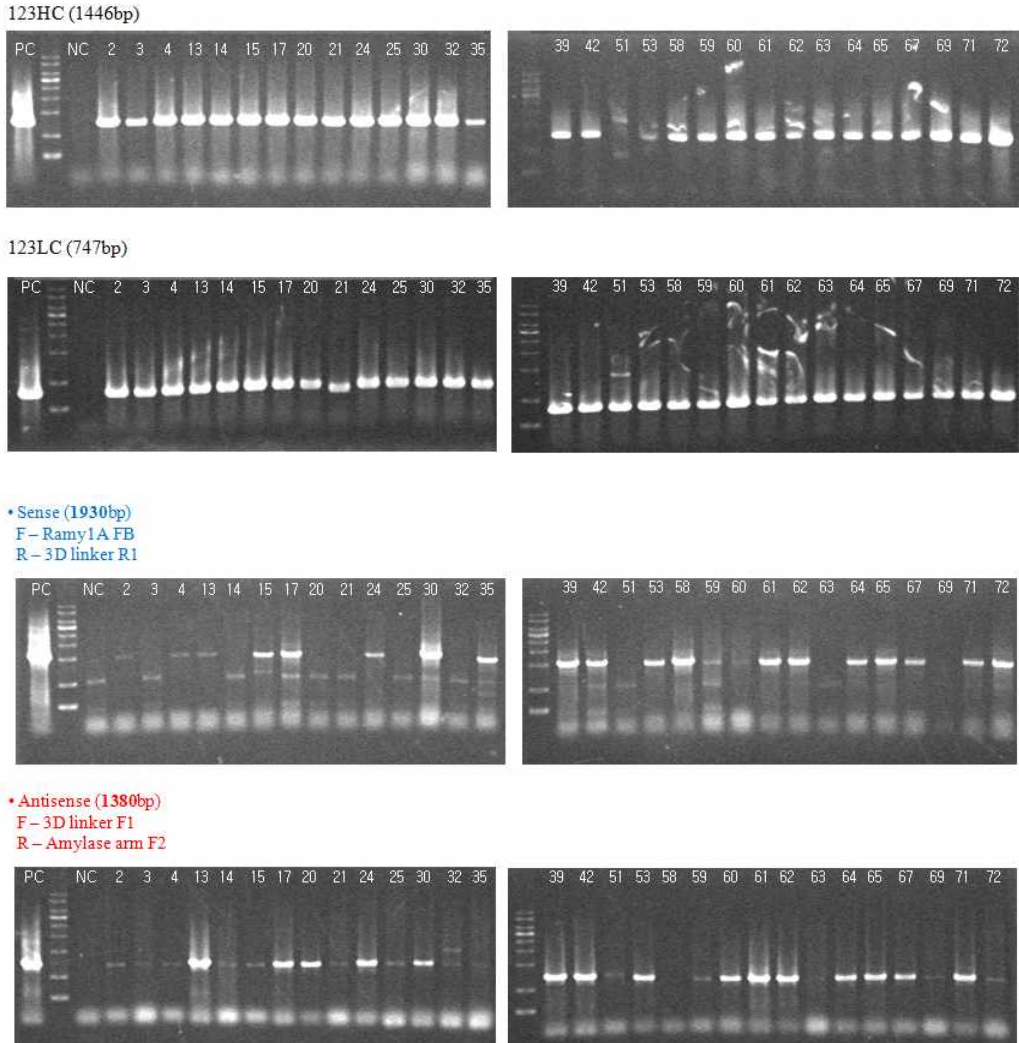 123HC (1446bp)
PC NC 2 3 4 13 14 15 17 20 21 24 25 30 32 35
39 42 51 53 58 59 60 61 62 63 64 65 67 69 71 72
123LC (747bp)
PC NC 2 3 4 13 14 15 17 20 21 24 25 30 32 35
39 42 51 53 58 59 60 61 62 63 64 65 67 69 71 72
• Sense (1930bp)
F – Ramy1A FB
R – 3D linker R1
PC NC 2 3 4 13 14 15 17 20 21 24 25 30 32 35
39 42 51 53 58 59 60 61 62 63 64 65 67 69 71 72
• Antisense (1380bp)
F – 3D linker F1
R – Amylase arm F2
PC NC 2 3 4 13 14 15 17 20 21 24 25 30 32 35
39 42 51 53 58 59 60 61 62 63 64 65 67 69 71 72